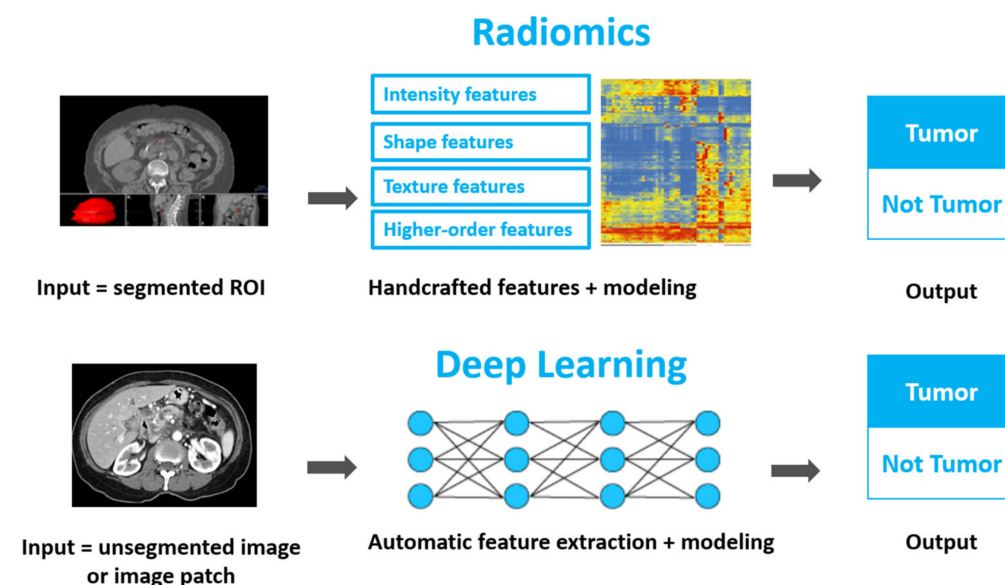 Radiomics
Intensity features
Shape features
Texture features
Higher-order features
Tumor
Not Tumor
Input = segmented ROI
Handcrafted features + modeling
Output
Deep Learning
Tumor
Not Tumor
Input = unsegmented image
or image patch
Automatic feature extraction + modeling
Output